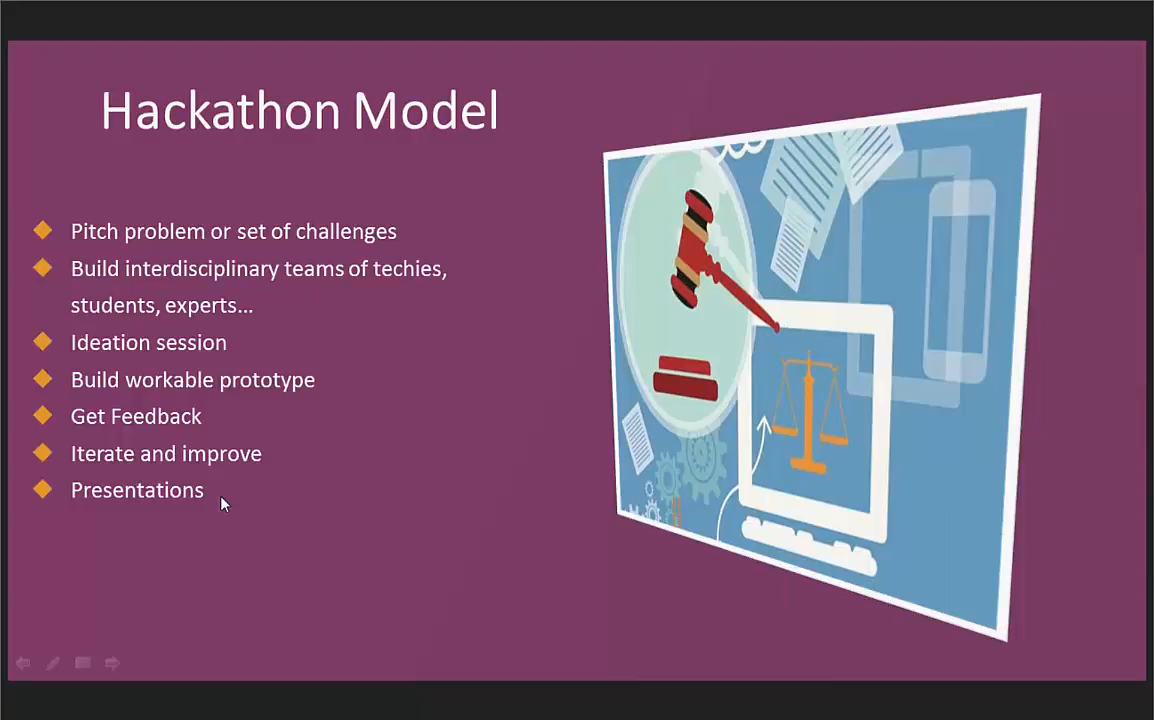 Hackathon Model
Pitch problem or set of challenges
Build interdisciplinary teams of techies,
students, experts...
Ideation session
Build workable prototype
Get Feedback
Iterate and improve
Presentations